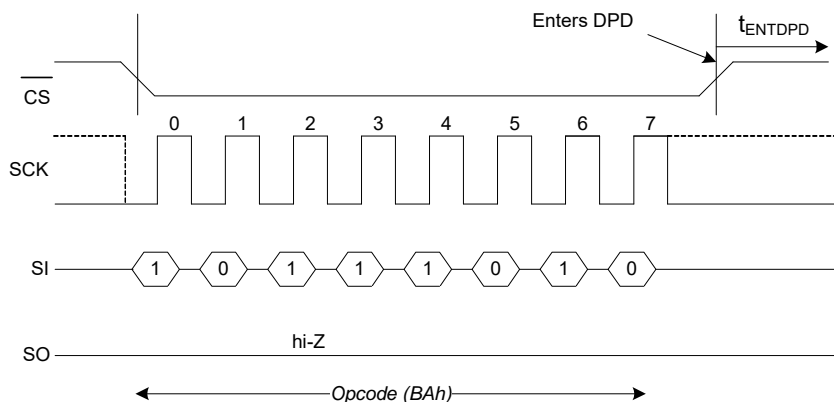 Enters DPD
tENTDPD
CS
0 1 2 3 4 5 6 7
SCK
SI 1 0 1 1 1 0 1 0
hi-Z
SO
Opcode (BAh)